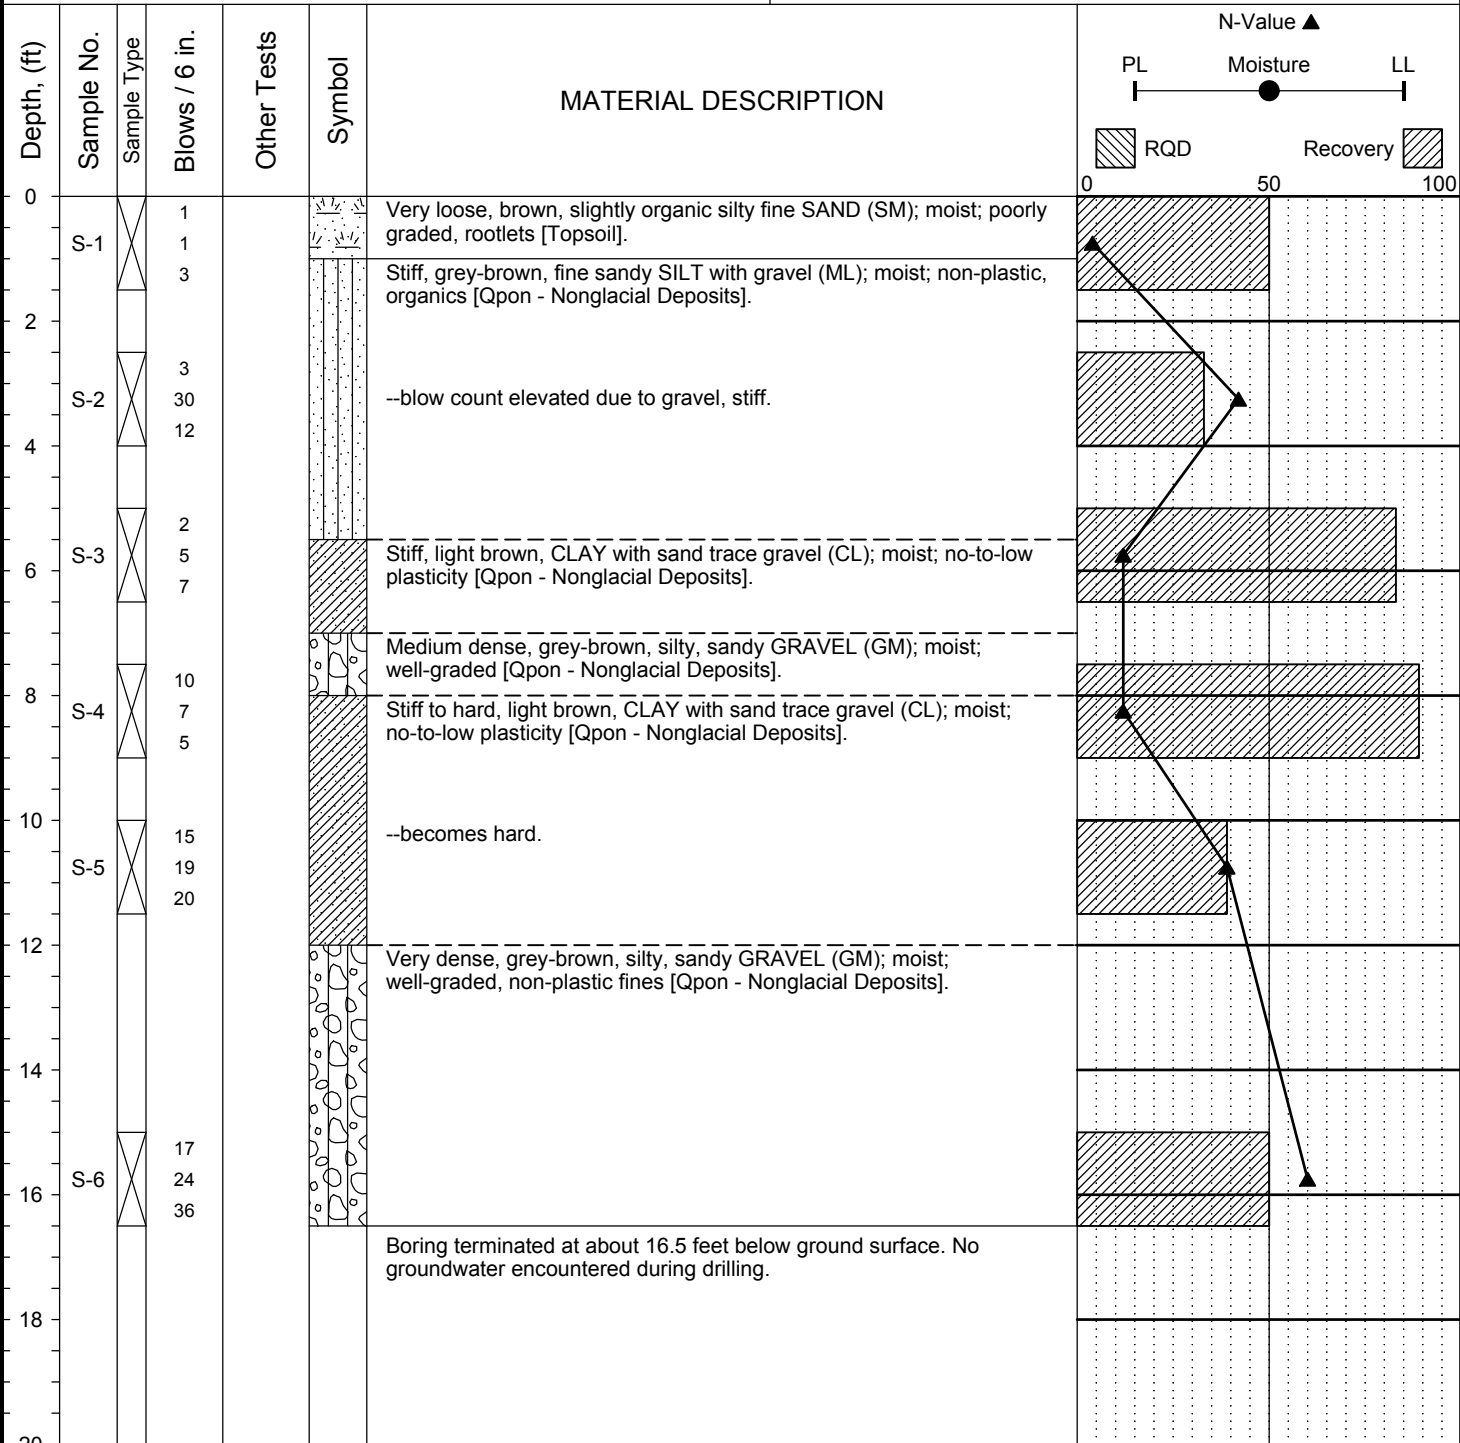 N-Value
PL Moisture LL
RQD Recovery
0 50 100
Depth, (ft)
Sample No.
Sample Type
Blows / 6 in.
Other Tests
Symbol
MATERIAL DESCRIPTION
0
Very loose, brown, slightly organic silty fine SAND (SM); moist; poorly
graded, rootlets [Topsoil].
S-1
1
1
3
Stiff, grey-brown, fine sandy SILT with gravel (ML); moist; non-plastic,
organics [Qpon - Nonglacial Deposits].
2
S-2
3
30
12
--blow count elevated due to gravel, stiff.
4
S-3
2
5
7
Stiff, light brown, CLAY with sand trace gravel (CL); moist; no-to-low
plasticity [Qpon - Nonglacial Deposits].
6
Medium dense, grey-brown, silty, sandy GRAVEL (GM); moist;
well-graded [Qpon - Nonglacial Deposits].
8
S-4
10
7
5
Stiff to hard, light brown, CLAY with sand trace gravel (CL); moist;
no-to-low plasticity [Qpon - Nonglacial Deposits].
10
S-5
15
19
20
--becomes hard.
12
Very dense, grey-brown, silty, sandy GRAVEL (GM); moist;
well-graded, non-plastic fines [Qpon - Nonglacial Deposits].
14
S-6
17
24
36
16
Boring terminated at about 16.5 feet below ground surface. No
groundwater encountered during drilling.
18
20